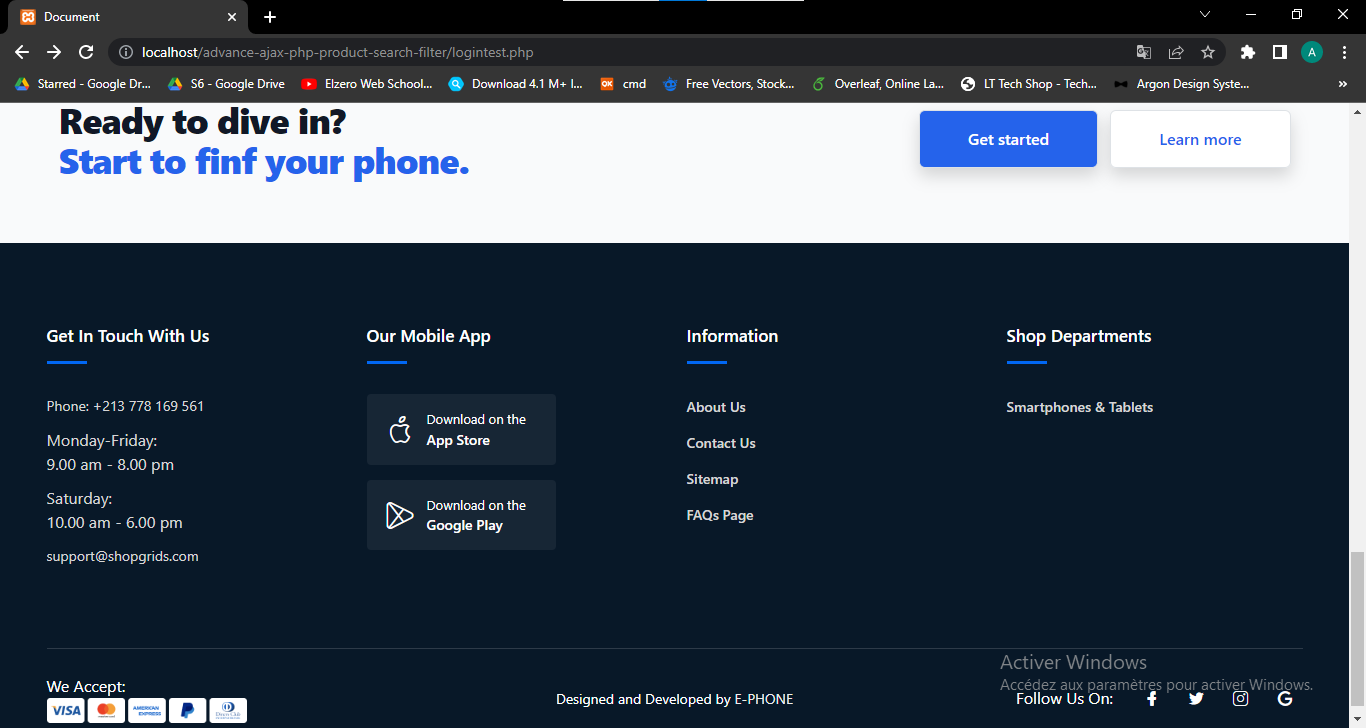 Document
localhost/advance-ajax-php-product-search-filter/logintest.php
A
Starred - Google Dr...
S6 - Google Drive
Elzero Web School...
Download 4.1 M+ I...
cmd
Free Vectors, Stock...
Overleaf, Online La...
LT Tech Shop - Tech...
Argon Design Syste...
Ready to dive in?
Start to finf your phone.
Get started
Learn more
Get In Touch With Us
Phone: +213 778 169 561
Monday-Friday:
9.00 am - 8.00 pm
Saturday:
10.00 am - 6.00 pm
support@shopgrids.com
Our Mobile App
Download on the
App Store
Download on the
Google Play
Information
About Us
Contact Us
Sitemap
FAQs Page
Shop Departments
Smartphones & Tablets
We Accept:
VISA
AMERICAN
EXPRESS
Designed and Developed by E-PHONE
Activer Windows
Accédez aux paramètres pour activer Windows.
Follow Us On: